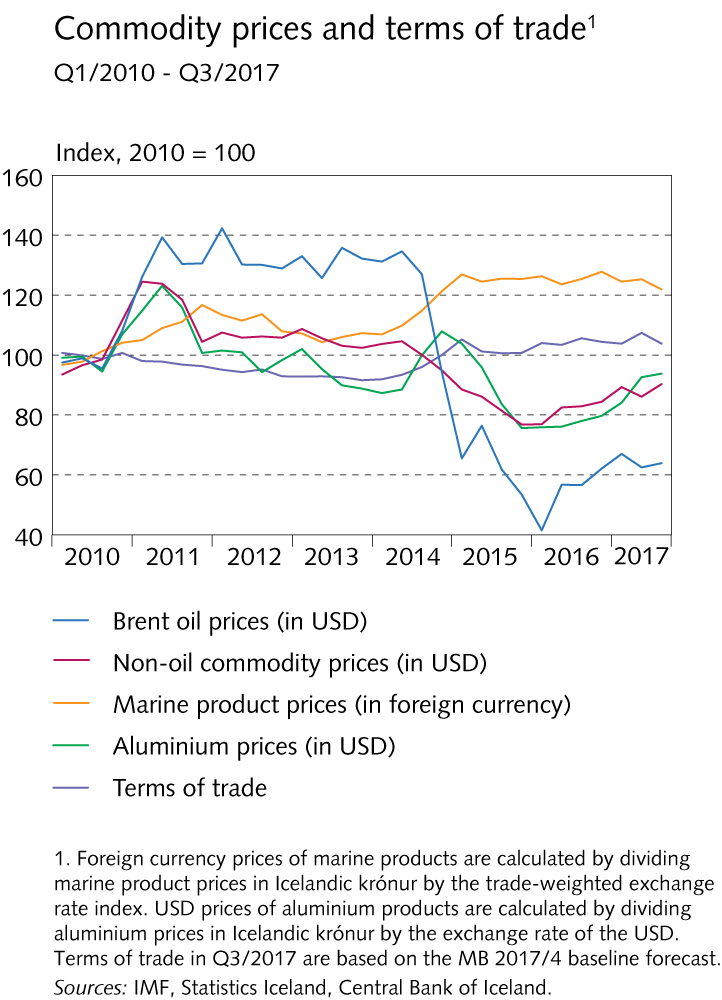 Commodity prices and terms of trade¹
Q1/2010 - Q3/2017
Index, 2010 = 100
160
140
120
100
80
60
40
2010 2011 2012 2013 2014 2015 2016 2017
Brent oil prices (in USD)
Non-oil commodity prices (in USD)
Marine product prices (in foreign currency)
Aluminium prices (in USD)
Terms of trade
1. Foreign currency prices of marine products are calculated by dividing
marine product prices in Icelandic krónur by the trade-weighted exchange
rate index. USD prices of aluminium products are calculated by dividing
aluminium prices in Icelandic krónur by the exchange rate of the USD.
Terms of trade in Q3/2017 are based on the MB 2017/4 baseline forecast.
Sources: IMF, Statistics Iceland, Central Bank of Iceland.